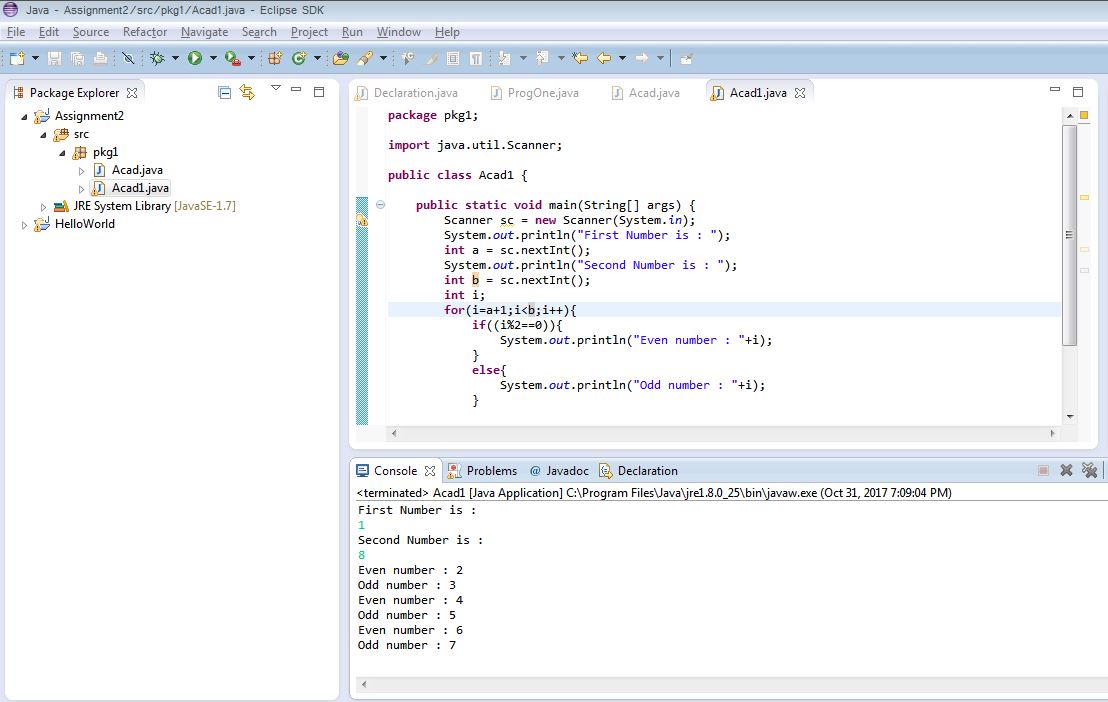 Java - Assignment2/src/pkg1/Acad1.java - Eclipse SDK
File Edit Source Refactor Navigate Search Project Run Window Help
Package Explorer
Assignment2
src
pkg1
Acad.java
Acad1.java
JRE System Library [JavaSE-1.7]
HelloWorld
Declaration.java ProgOne.java Acad.java Acad1.java
package pkg1;
import java.util.Scanner;
public class Acad1 {
public static void main(String[] args) {
Scanner sc = new Scanner(System.in);
System.out.println("First Number is : ");
int a = sc.nextInt();
System.out.println("Second Number is : ");
int b = sc.nextInt();
int i;
for(i=a+1;i<b;i++){
if((i%2==0)){
System.out.println("Even number : "+i);
}
else{
System.out.println("Odd number : "+i);
}
Console Problems @ Javadoc Declaration
<terminated> Acad1 [Java Application] C:\Program Files\Java\jre1.8.0_25\bin\javaw.exe (Oct 31, 2017 7:09:04 PM)
First Number is :
1
Second Number is :
8
Even number : 2
Odd number : 3
Even number : 4
Odd number : 5
Even number : 6
Odd number : 7